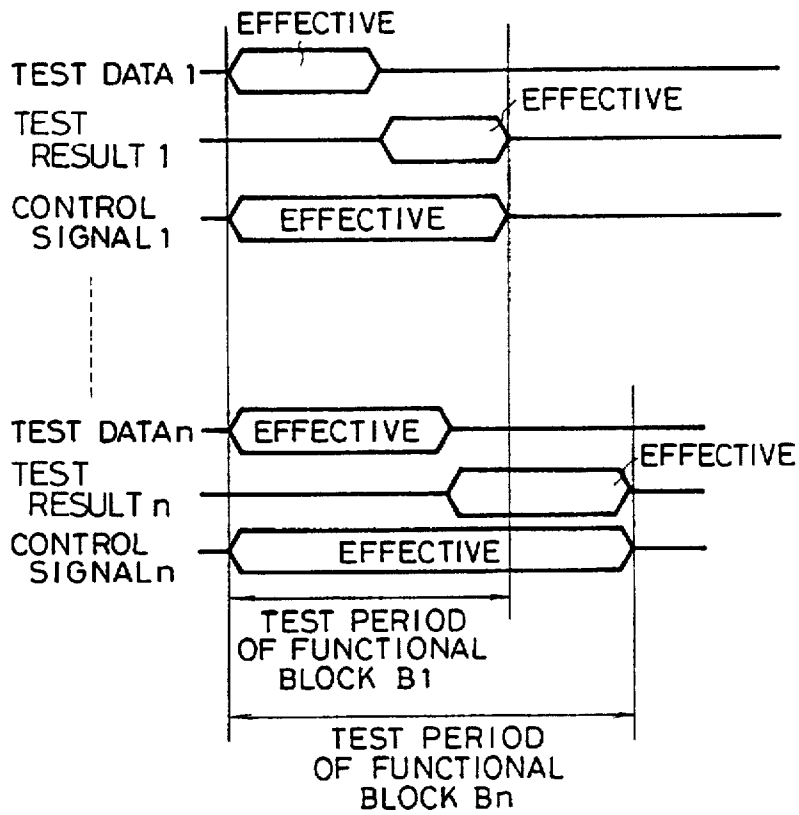 EFFECTIVE
TEST DATA 1
TEST
RESULT 1
EFFECTIVE
CONTROL
SIGNAL 1
EFFECTIVE
TEST DATA n
EFFECTIVE
TEST
RESULT n
EFFECTIVE
CONTROL
SIGNAL n
EFFECTIVE
TEST PERIOD
OF FUNCTIONAL
BLOCK B1
TEST PERIOD
OF FUNCTIONAL
BLOCK Bn